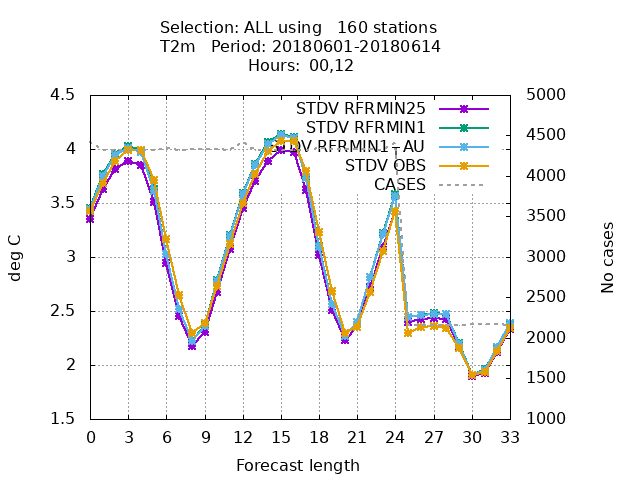 Selection: ALL using   160 stations
T2m   Period: 20180601-20180614
Hours: 00,12
4.5
4
3.5
3
2.5
2
1.5
5000
4500
4000
3500
3000
2500
2000
1500
1000
0 3 6 9 12 15 18 21 24 27 30 33
deg C
No cases
Forecast length
STDV RFRMIN25
STDV RFRMIN1
DV RFRMIN1+AU
STDV OBS
CASES